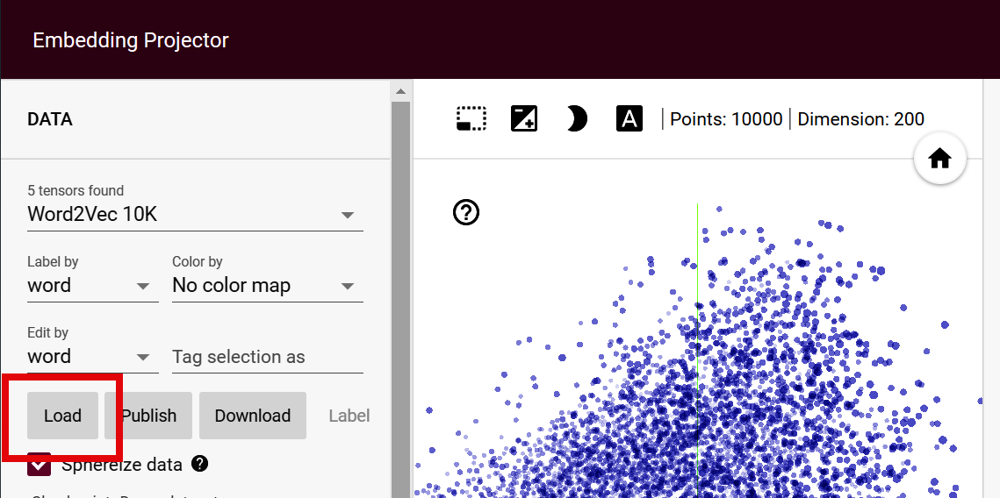 Embedding Projector
DATA
A
Points: 10000
Dimension: 200
5 tensors found
Word2Vec 10K
Label by
Color by
word
No color map
Edit by
word
Tag selection as
Load
Publish
Download
Label
Sphereize data